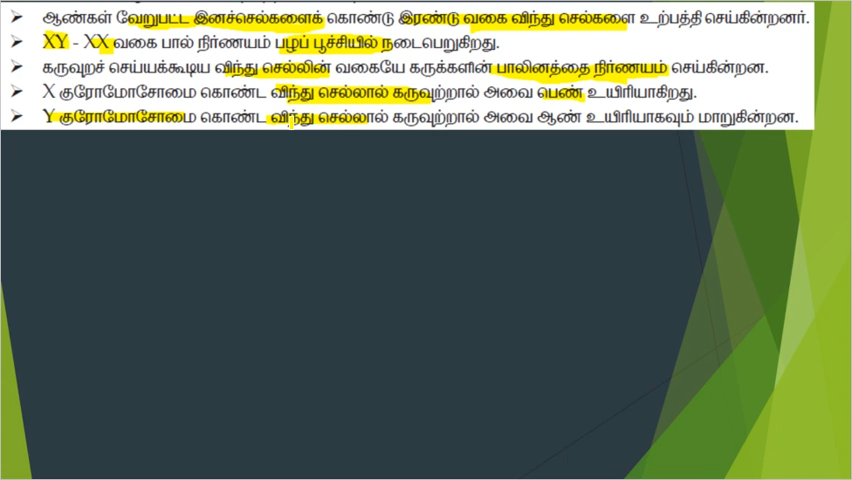 ➤ ஆண்கள் வேறுபட்ட இனச்செல்களைக் கொண்டு இரண்டு வகை விந்து செல்களை உற்பத்தி செய்கின்றனர்.
➤ XY - XX வகை பால் நிர்ணயம் பழப் பூச்சியில் நடைபெறுகிறது.
➤ கருவுறச் செய்யக்கூடிய விந்து செல்லின் வகையே கருக்களின் பாலினத்தை நிர்ணயம் செய்கின்றன.
➤ X குரோமோசோமை கொண்ட விந்து செல்லால் கருவுற்றால் அவை பெண் உயிரியாகிறது.
➤ Y குரோமோசோமை கொண்ட விந்து செல்லால் கருவுற்றால் அவை ஆண் உயிரியாகவும் மாறுகின்றன.